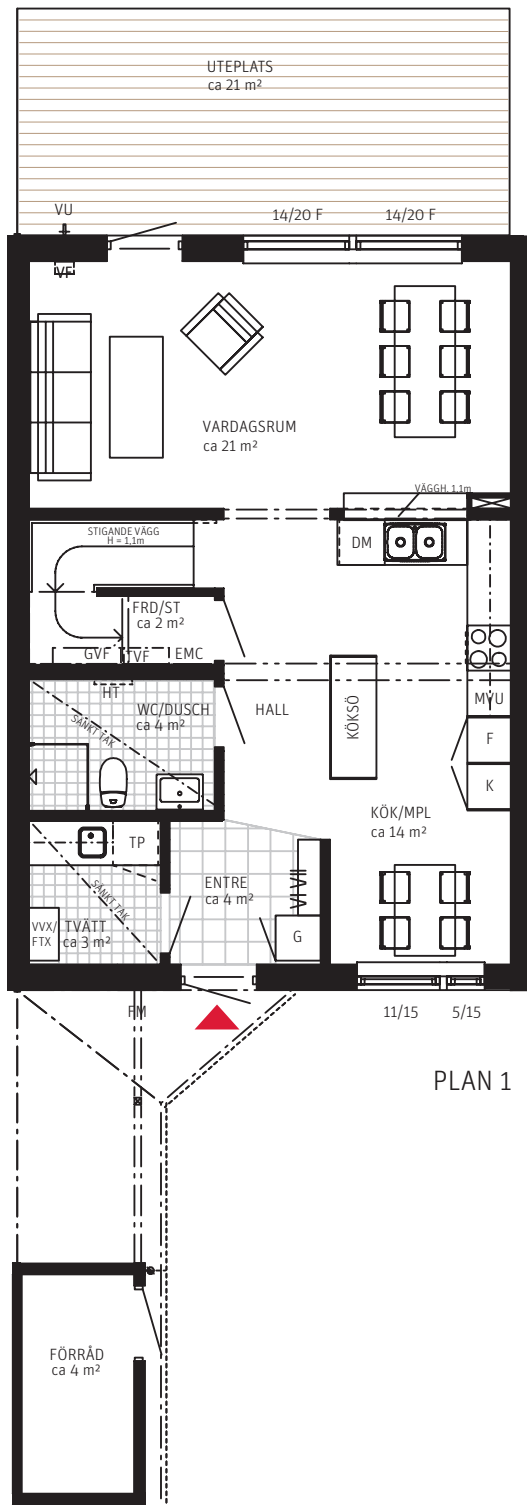 UTEPLATS
ca 21 m²
VU
14/20 F
14/20 F
VF
VARDAGSRUM
ca 21 m²
VÄGGH. 1,1m
STIGANDE VÄGG
H = 1,1m
DM
FRD/ST
ca 2 m²
GVF
TVF
EMC
HT
WC/DUSCH
ca 4 m²
SÄNKT TAK
HALL
KÖKSÖ
MVU
F
K
KÖK/MPL
ca 14 m²
TP
SÄNKT TAK
ENTRE
ca 4 m²
VVX/
FTX
TVÄTT
ca 3 m²
G
FM
11/15
5/15
PLAN 1
FÖRRÅD
ca 4 m²